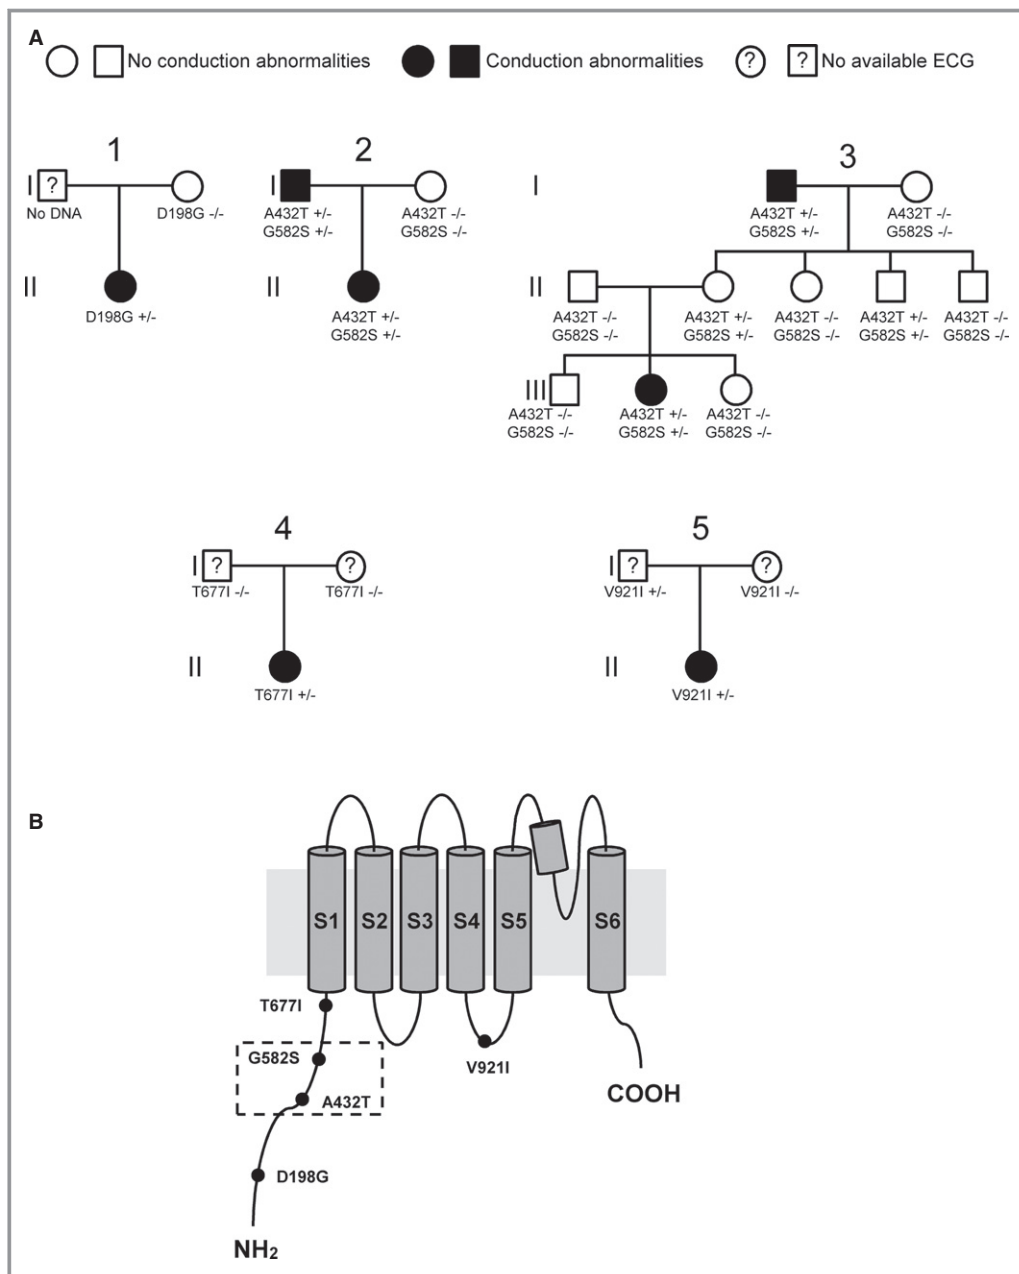 A
No conduction abnormalities
Conduction abnormalities
? ? No available ECG
1
2
3
I ?
I
I
No DNA
D198G -/-
A432T +/-
G582S +/-
A432T -/-
G582S -/-
A432T +/-
G582S +/-
A432T -/-
G582S -/-
II
II
II
D198G +/-
A432T +/-
G582S +/-
A432T -/-
G582S -/-
A432T +/-
G582S +/-
A432T -/-
G582S -/-
A432T +/-
G582S +/-
A432T -/-
G582S -/-
III
A432T -/-
G582S -/-
A432T +/-
G582S +/-
A432T -/-
G582S -/-
4
5
I ? ?
I ? ?
T677I -/-
T677I -/-
V921I +/-
V921I -/-
II
II
T677I +/-
V921I +/-
B
S1 S2 S3 S4 S5 S6
T677I
G582S
A432T
V921I
COOH
D198G
NH2